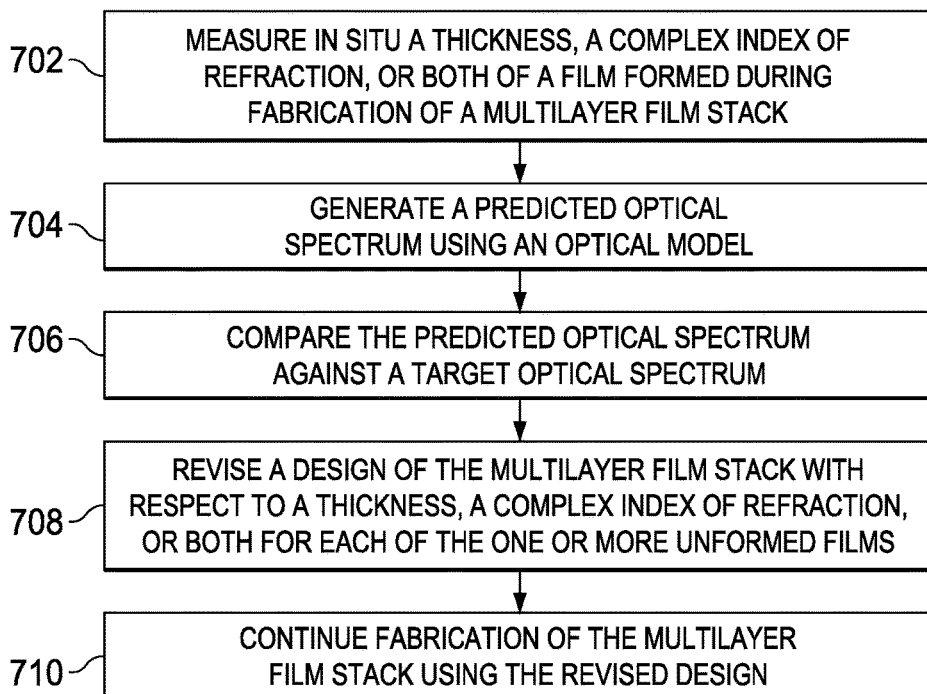 702
MEASURE IN SITU A THICKNESS, A COMPLEX INDEX OF
REFRACTION, OR BOTH OF A FILM FORMED DURING
FABRICATION OF A MULTILAYER FILM STACK
704
GENERATE A PREDICTED OPTICAL
SPECTRUM USING AN OPTICAL MODEL
706
COMPARE THE PREDICTED OPTICAL SPECTRUM
AGAINST A TARGET OPTICAL SPECTRUM
708
REVISE A DESIGN OF THE MULTILAYER FILM STACK WITH
RESPECT TO A THICKNESS, A COMPLEX INDEX OF REFRACTION,
OR BOTH FOR EACH OF THE ONE OR MORE UNFORMED FILMS
710
CONTINUE FABRICATION OF THE MULTILAYER
FILM STACK USING THE REVISED DESIGN